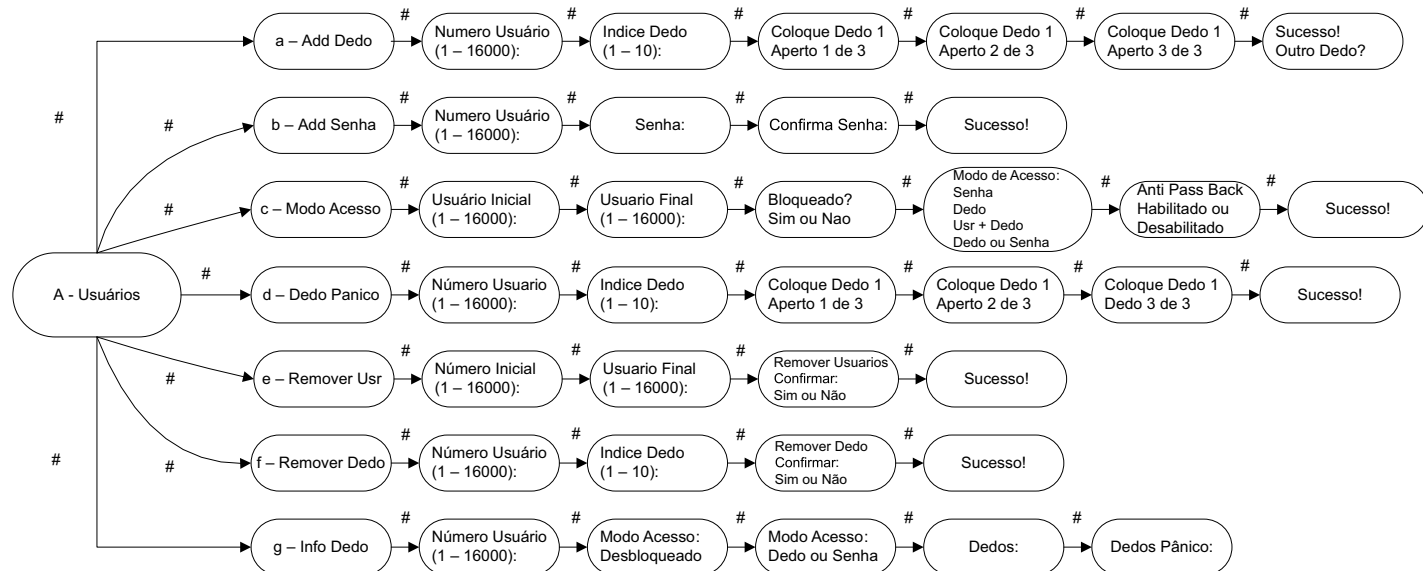 # # # # # # #
a – Add Dedo
Numero Usuário
(1 – 16000):
Indice Dedo
(1 – 10):
Coloque Dedo 1
Aperto 1 de 3
Coloque Dedo 1
Aperto 2 de 3
Coloque Dedo 1
Aperto 3 de 3
Sucesso!
Outro Dedo?
# # # # # #
b – Add Senha
Numero Usuário
(1 – 16000):
Senha:
Confirma Senha:
Sucesso!
# # # # # # #
c – Modo Acesso
Usuário Inicial
(1 – 16000):
Usuario Final
(1 – 16000):
Bloqueado?
Sim ou Nao
Modo de Acesso:
Senha
Dedo
Usr + Dedo
Dedo ou Senha
Anti Pass Back
Habilitado ou
Desabilitado
Sucesso!
A - Usuários
# # # # # # #
d – Dedo Panico
Número Usuario
(1 – 16000):
Indice Dedo
(1 – 10):
Coloque Dedo 1
Aperto 1 de 3
Coloque Dedo 1
Aperto 2 de 3
Coloque Dedo 1
Dedo 3 de 3
Sucesso!
# # # # #
e – Remover Usr
Número Inicial
(1 – 16000):
Usuario Final
(1 – 16000):
Remover Usuarios
Confirmar:
Sim ou Não
Sucesso!
# # # # #
f – Remover Dedo
Número Usuário
(1 – 16000):
Indice Dedo
(1 – 10):
Remover Dedo
Confirmar:
Sim ou Não
Sucesso!
# # # # # #
g – Info Dedo
Número Usuário
(1 – 16000):
Modo Acesso:
Desbloqueado
Modo Acesso:
Dedo ou Senha
Dedos:
Dedos Pânico: